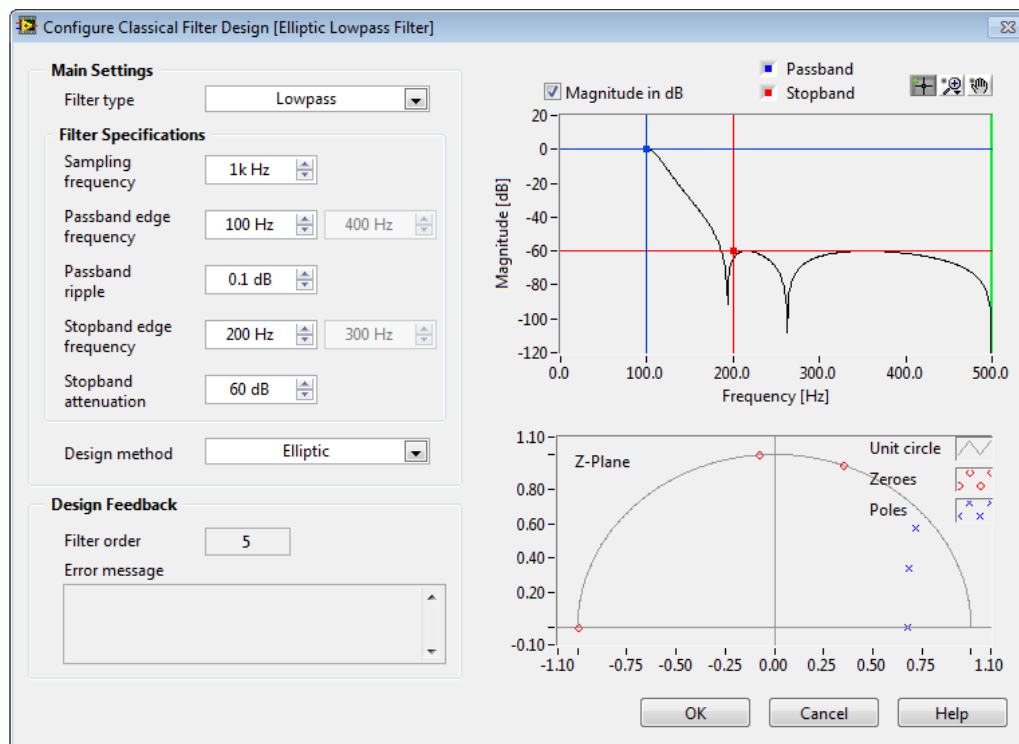 Configure Classical Filter Design [Elliptic Lowpass Filter]
Main Settings
Filter type
Lowpass
Filter Specifications
Sampling
frequency
1k Hz
Passband edge
frequency
100 Hz
400 Hz
Passband
ripple
0.1 dB
Stopband edge
frequency
200 Hz
300 Hz
Stopband
attenuation
60 dB
Design method
Elliptic
Design Feedback
Filter order
5
Error message
Magnitude in dB
Passband
Stopband
Magnitude [dB]
20
0
-20
-40
-60
-80
-100
-120
0.0 100.0 200.0 300.0 400.0 500.0
Frequency [Hz]
Z-Plane
Unit circle
Zeroes
Poles
1.10
0.80
0.60
0.40
0.20
-0.10
-1.10 -0.75 -0.50 -0.25 0.00 0.25 0.50 0.75 1.10
OK Cancel Help